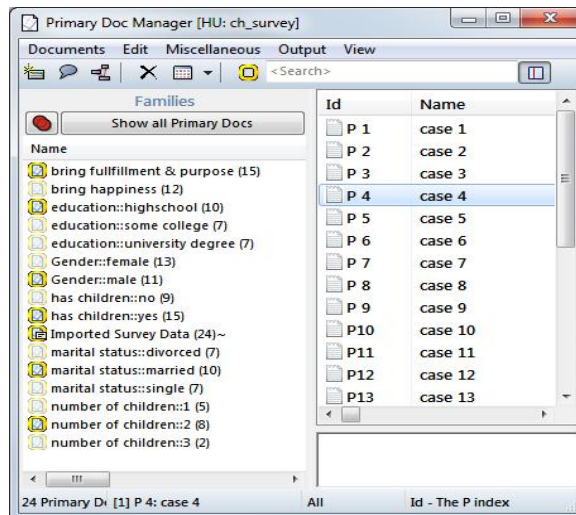 Primary Doc Manager [HU: ch_survey]
Documents Edit Miscellaneous Output View
<Search>
Families
Show all Primary Docs
Name
bring fullfillment & purpose (15)
bring happiness (12)
education::highschool (10)
education::some college (7)
education::university degree (7)
Gender::female (13)
Gender::male (11)
has children::no (9)
has children::yes (15)
Imported Survey Data (24)~
marital status::divorced (7)
marital status::married (10)
marital status::single (7)
number of children::1 (5)
number of children::2 (8)
number of children::3 (2)
Id Name
P 1 case 1
P 2 case 2
P 3 case 3
P 4 case 4
P 5 case 5
P 6 case 6
P 7 case 7
P 8 case 8
P 9 case 9
P10 case 10
P11 case 11
P12 case 12
P13 case 13
24 Primary D [1] P 4: case 4 All Id - The P index